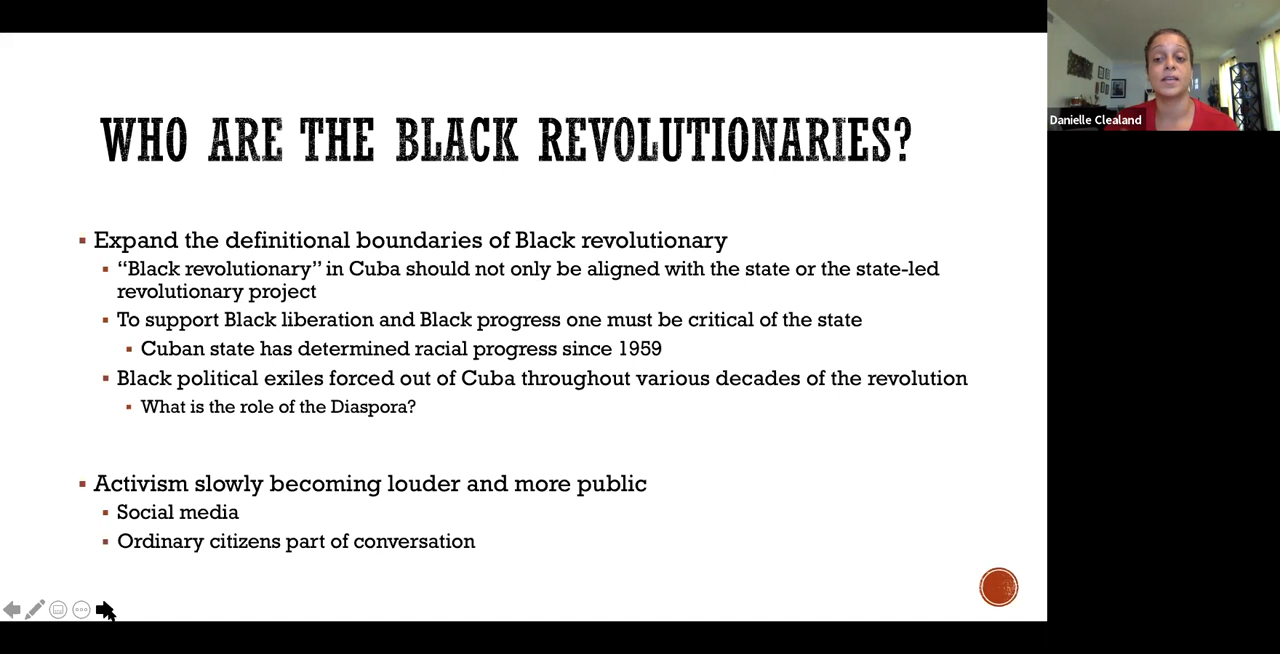 WHO ARE THE BLACK REVOLUTIONARIES?
Danielle Clealand
Expand the definitional boundaries of Black revolutionary
“Black revolutionary” in Cuba should not only be aligned with the state or the state-led
revolutionary project
To support Black liberation and Black progress one must be critical of the state
Cuban state has determined racial progress since 1959
Black political exiles forced out of Cuba throughout various decades of the revolution
What is the role of the Diaspora?
Activism slowly becoming louder and more public
Social media
Ordinary citizens part of conversation